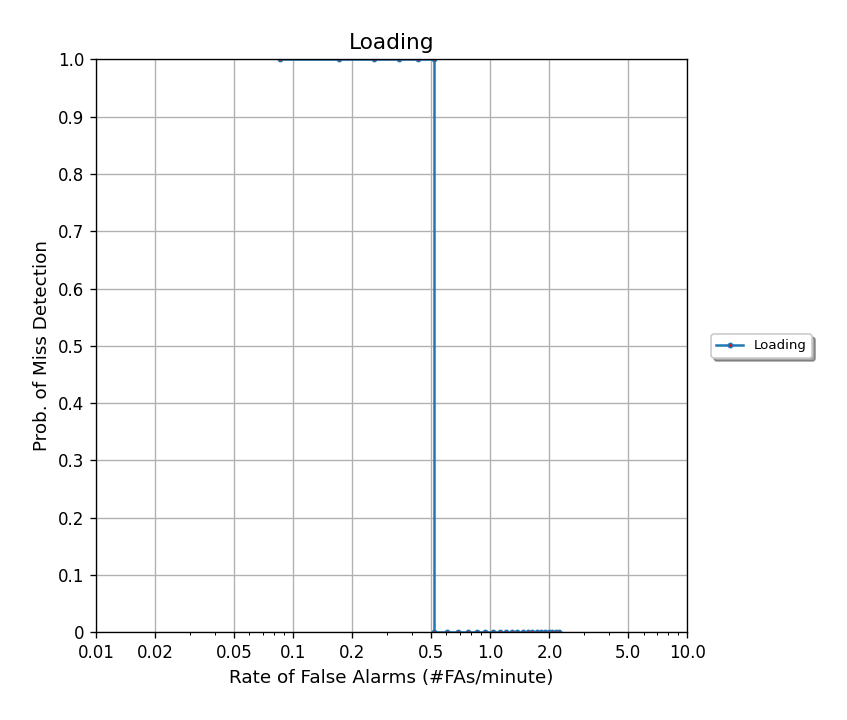 Loading
1.0
0.9
0.8
0.7
0.6
0.5
0.4
0.3
0.2
0.1
0
Prob. of Miss Detection
0.01 0.02 0.05 0.1 0.2 0.5 1.0 2.0 5.0 10.0
Rate of False Alarms (#FAs/minute)
Loading